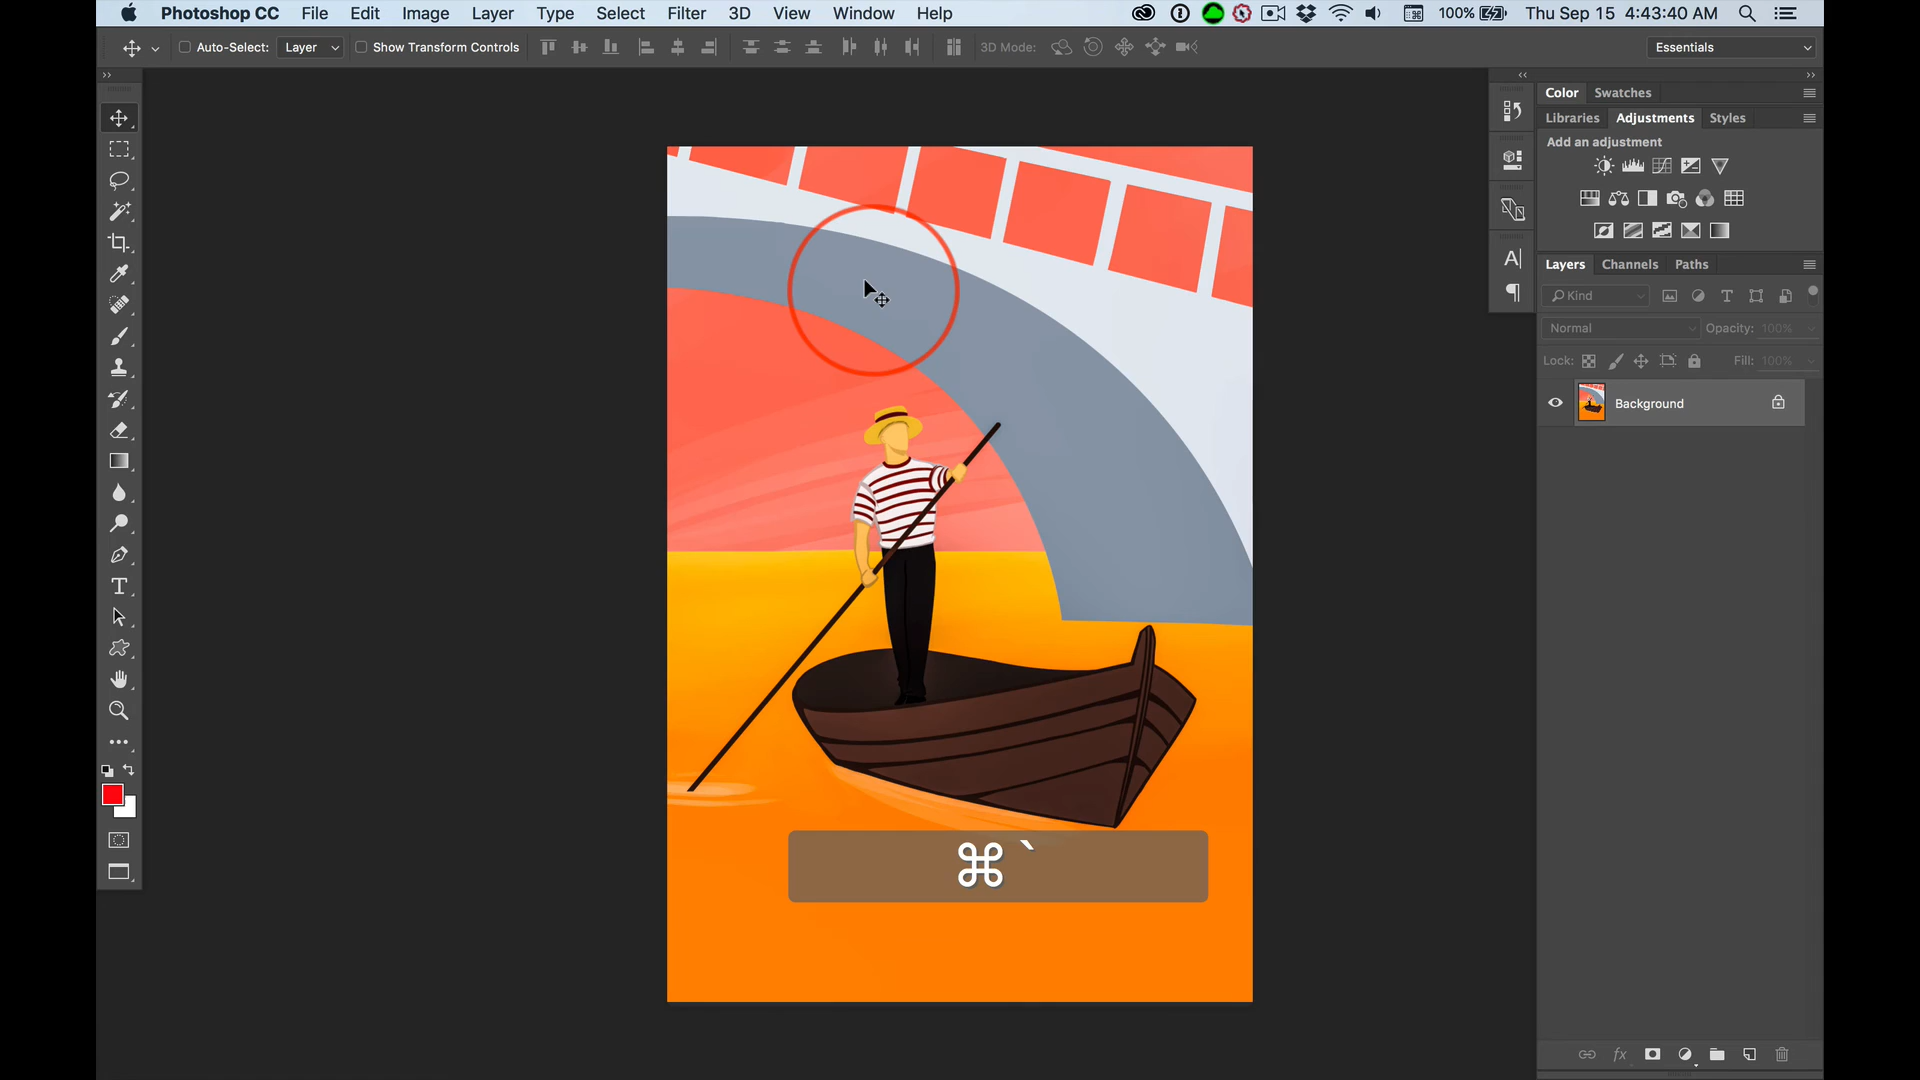 Photoshop CC File Edit Image Layer Type Select Filter 3D View Window Help 100% Thu Sep 15 4:43:40 AM
Auto-Select: Layer Show Transform Controls 3D Mode: Essentials
Color Swatches
Libraries Adjustments Styles
Add an adjustment
Layers Channels Paths
Kind
Normal Opacity: 100%
Lock: Fill: 100%
Background
⌘ `
fx